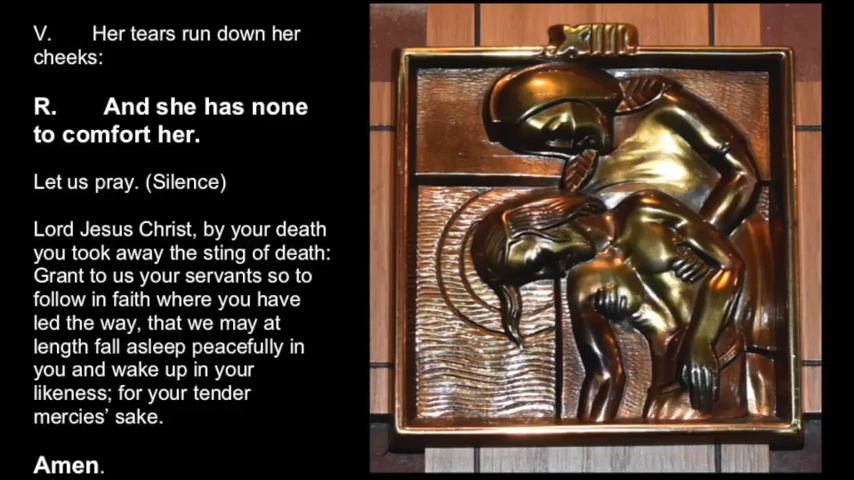 V. Her tears run down her
cheeks:
R. And she has none
to comfort her.
Let us pray. (Silence)
Lord Jesus Christ, by your death
you took away the sting of death:
Grant to us your servants so to
follow in faith where you have
led the way, that we may at
length fall asleep peacefully in
you and wake up in your
likeness; for your tender
mercies’ sake.
Amen.
XIII